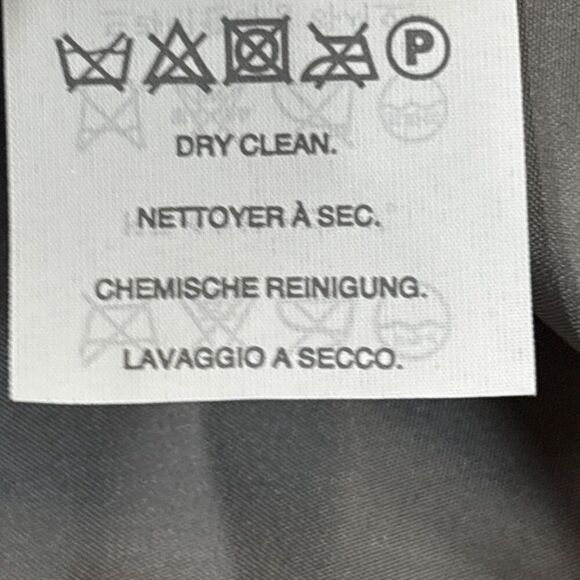 P
DRY CLEAN.
NETTOYER À SEC.
CHEMISCHE REINIGUNG.
LAVAGGIO A SECCO.